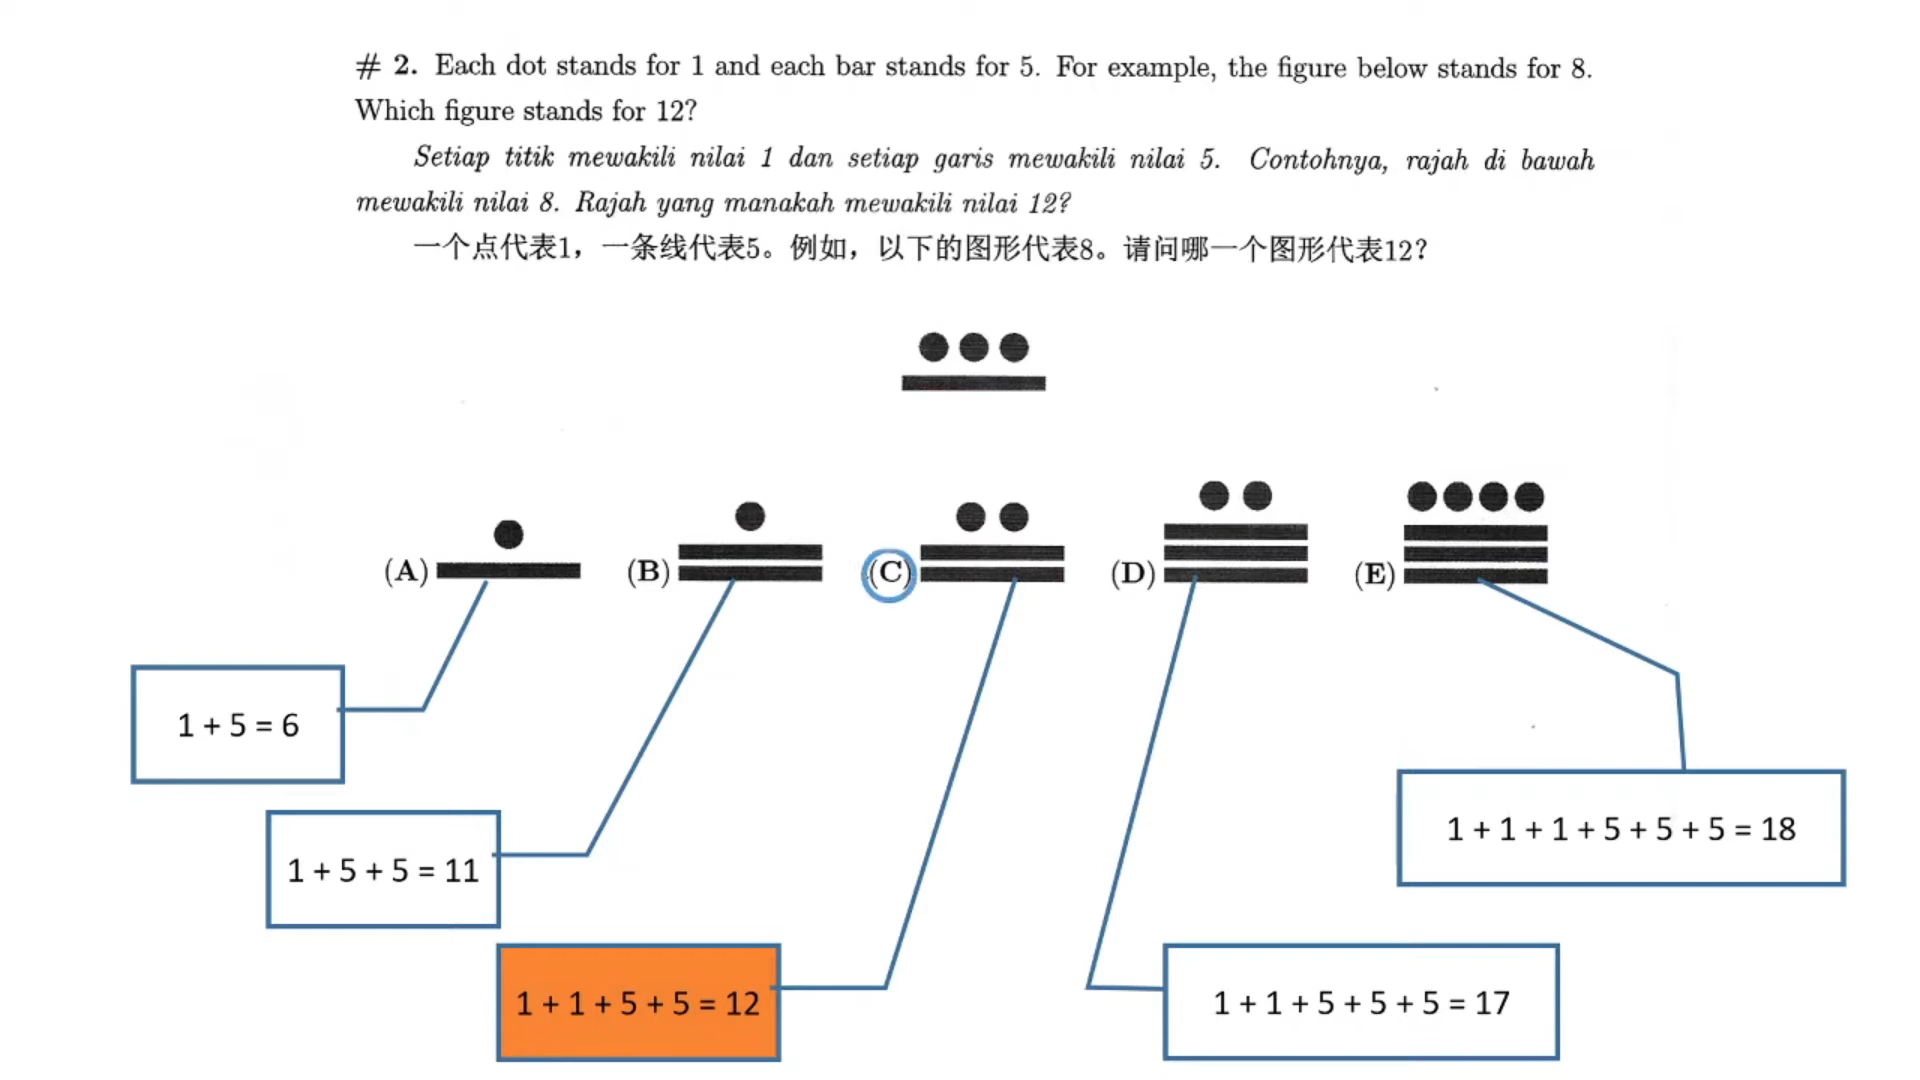 # 2. Each dot stands for 1 and each bar stands for 5. For example, the figure below stands for 8.
Which figure stands for 12?
Setiap titik mewakili nilai 1 dan setiap garis mewakili nilai 5. Contohnya, rajah di bawah
mewakili nilai 8. Rajah yang manakah mewakili nilai 12?
一个点代表1，一条线代表5。例如，以下的图形代表8。请问哪一个图形代表12？
(A) (B) (C) (D) (E)
1 + 5 = 6
1 + 5 + 5 = 11
1 + 1 + 5 + 5 = 12
1 + 1 + 5 + 5 + 5 = 17
1 + 1 + 1 + 5 + 5 + 5 = 18